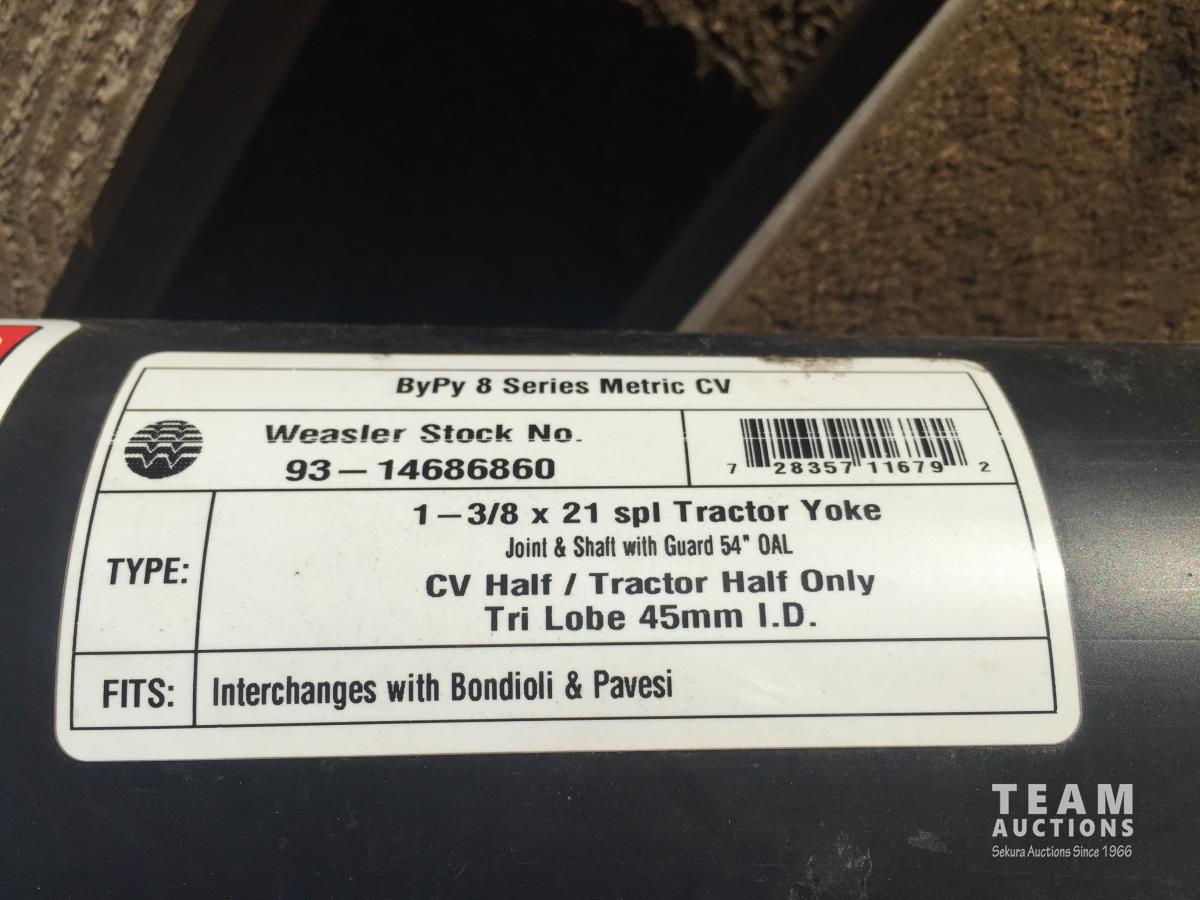 ByPy 8 Series Metric CV
Weasler Stock No.
93-14686860
7 28357 11679 2
TYPE:
1-3/8 x 21 spl Tractor Yoke
Joint & Shaft with Guard 54" OAL
CV Half / Tractor Half Only
Tri Lobe 45mm I.D.
FITS:
Interchanges with Bondioli & Pavesi
TEAM
AUCTIONS
Sekura Auctions Since 1966